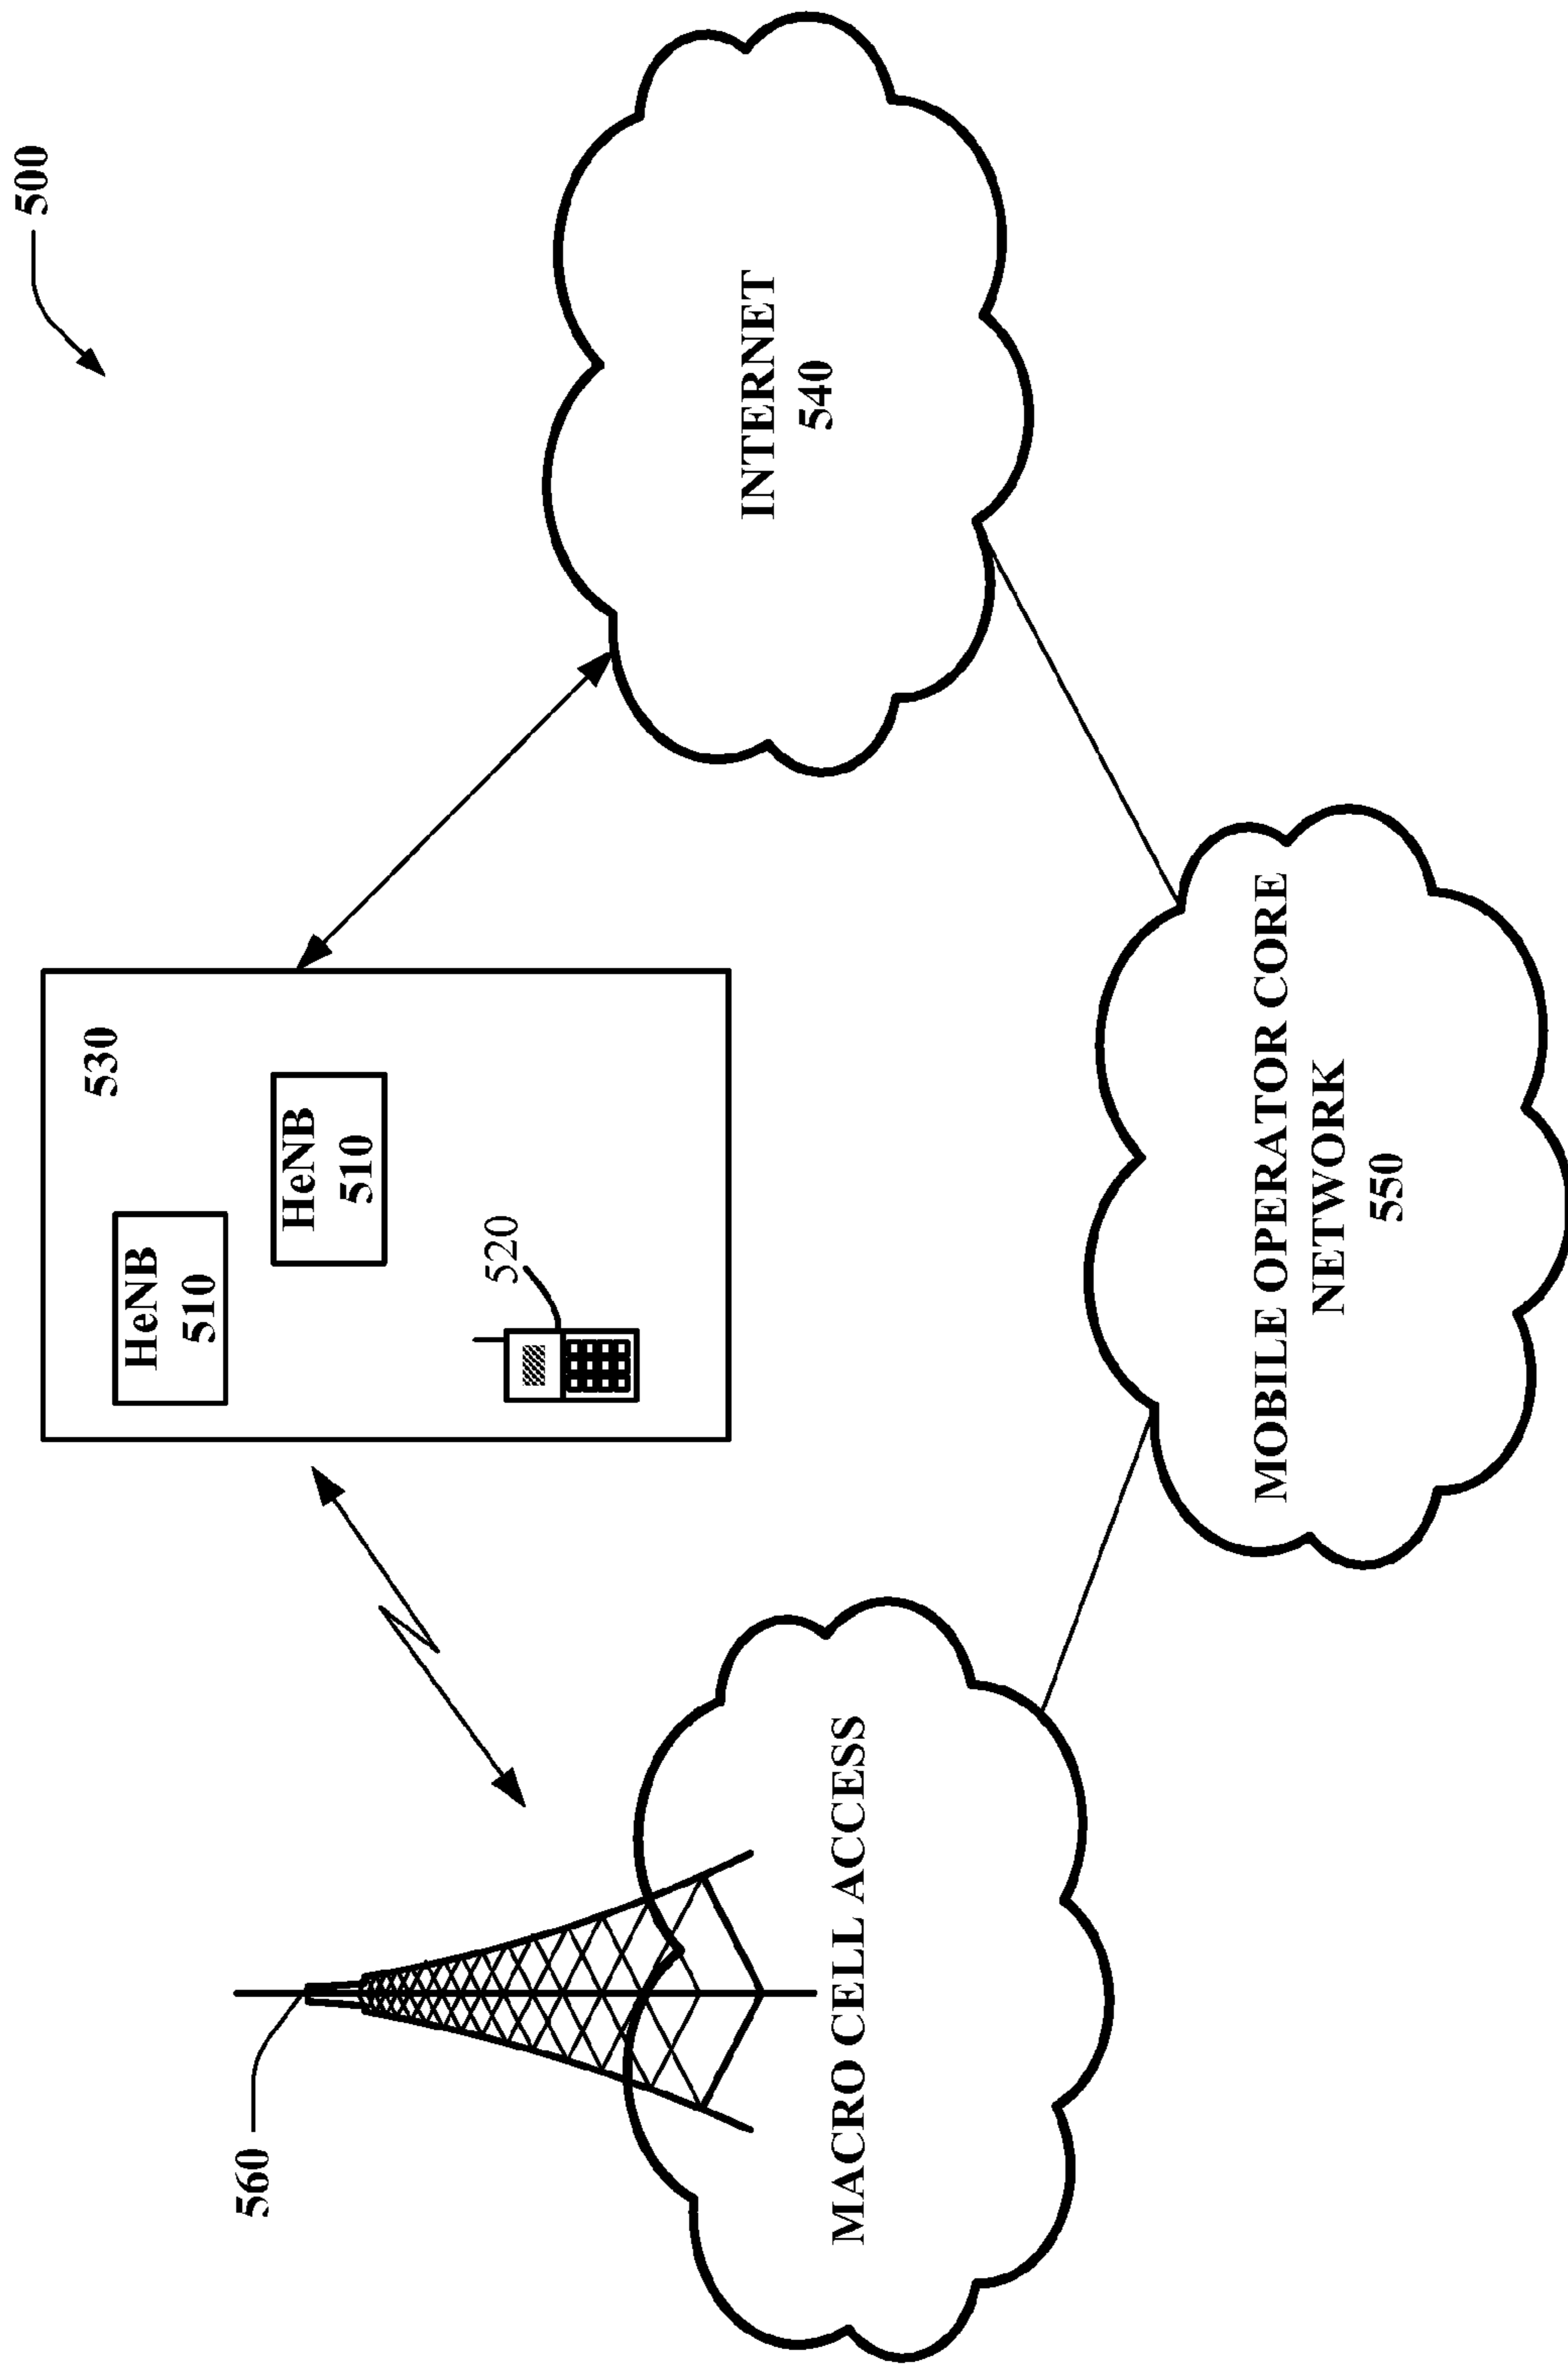 500
560
530
HeNB
510
HeNB
510
520
INTERNET
540
MACRO CELL ACCESS
MOBILE OPERATOR CORE
NETWORK
550